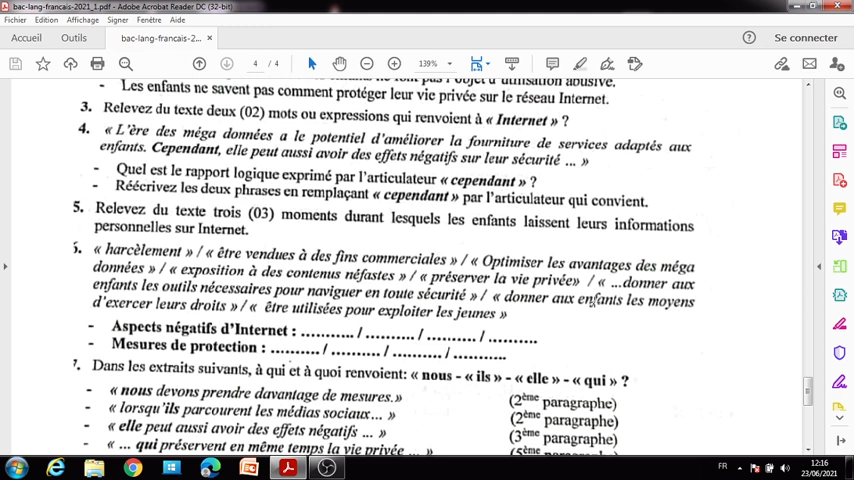 bac-lang-francais-2021_1.pdf - Adobe Acrobat Reader DC (32-bit)
Fichier Edition Affichage Signer Fenêtre Aide
Accueil Outils bac-lang-francais-2... × Se connecter
4 / 4 139%
d'utilisation abusive.
- Les enfants ne savent pas comment protéger leur vie privée sur le réseau Internet.
3. Relevez du texte deux (02) mots ou expressions qui renvoient à « Internet » ?
4. « L'ère des méga données a le potentiel d'améliorer la fourniture de services adaptés aux
enfants. Cependant, elle peut aussi avoir des effets négatifs sur leur sécurité ... »
- Quel est le rapport logique exprimé par l'articulateur « cependant » ?
- Réécrivez les deux phrases en remplaçant « cependant » par l'articulateur qui convient.
5. Relevez du texte trois (03) moments durant lesquels les enfants laissent leurs informations
personnelles sur Internet.
6. « harcèlement » / « être vendues à des fins commerciales » / « Optimiser les avantages des méga
données » / « exposition à des contenus néfastes » / « préserver la vie privée» / « ...donner aux
enfants les outils nécessaires pour naviguer en toute sécurité » / « donner aux enfants les moyens
d'exercer leurs droits » / « être utilisées pour exploiter les jeunes »
- Aspects négatifs d'Internet : ........... / .......... / .......... / ..........
- Mesures de protection : .......... / .......... / .......... / ...........
7. Dans les extraits suivants, à qui et à quoi renvoient: « nous - « ils » - « elle » - « qui » ?
- « nous devons prendre davantage de mesures.» (2ème paragraphe)
- « lorsqu'ils parcourent les médias sociaux... » (2ème paragraphe)
- « elle peut aussi avoir des effets négatifs ... » (3ème paragraphe)
- « ... qui préservent en même temps la vie privée ... » (5ème
FR 12:16
23/06/2021